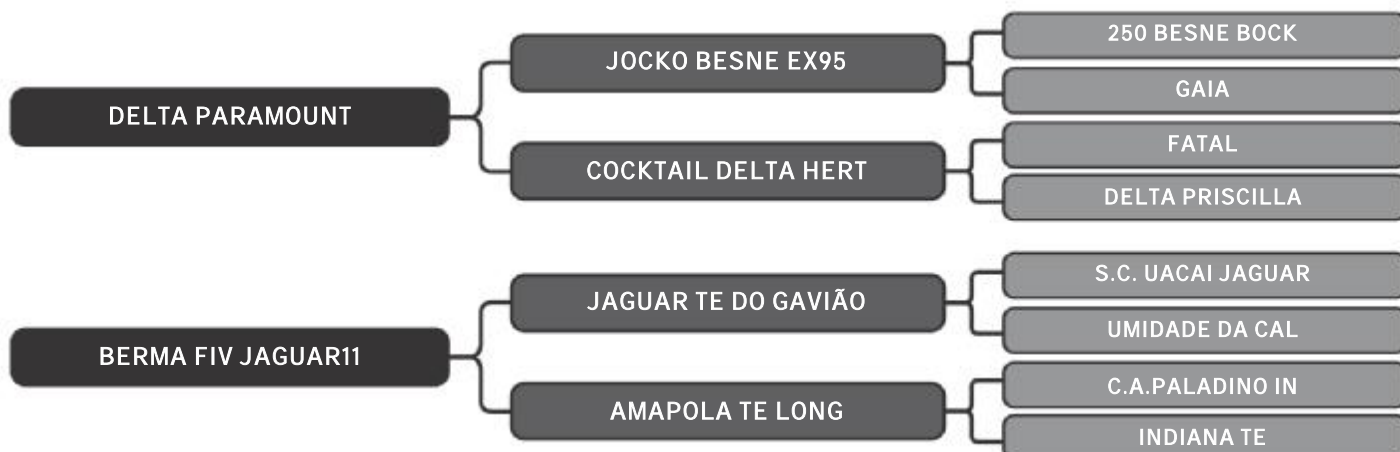 DELTA PARAMOUNT
JOCKO BESNE EX95
250 BESNE BOCK
GAIA
COCKTAIL DELTA HERT
FATAL
DELTA PRISCILLA
BERMA FIV JAGUAR11
JAGUAR TE DO GAVIÃO
S.C. UACAI JAGUAR
UMIDADE DA CAL
AMAPOLA TE LONG
C.A.PALADINO IN
INDIANA TE